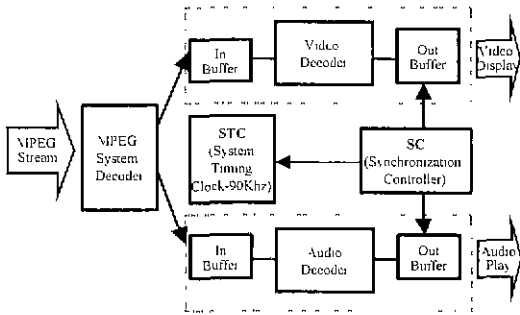 In
Buffer
Video
Decoder
Out
Buffer
Video
Display
MPEG
Stream
MPEG
System
Decoder
STC
(System
Timing
Clock-90Khz)
SC
(Synchronization
Controller)
In
Buffer
Audio
Decoder
Out
Buffer
Audio
Play